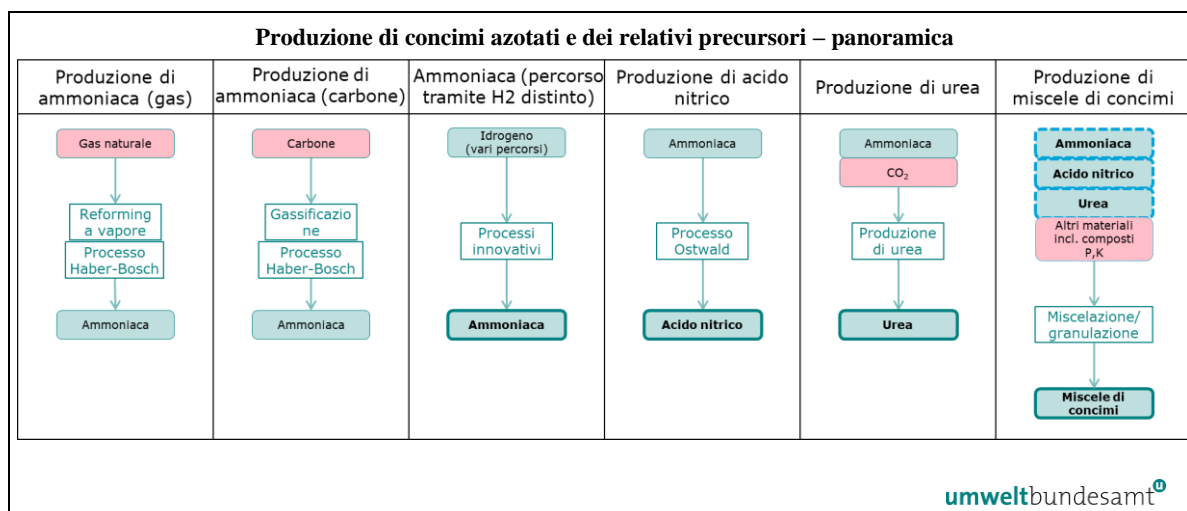 Produzione di concimi azotati e dei relativi precursori – panoramica
Produzione di
ammoniaca (gas)
Gas naturale
Reforming
a vapore
Processo
Haber-Bosch
Ammoniaca
Produzione di
ammoniaca (carbone)
Carbone
Gassificazio
ne
Processo
Haber-Bosch
Ammoniaca
Ammoniaca (percorso
tramite H2 distinto)
Idrogeno
(vari percorsi)
Processi
innovativi
Ammoniaca
Produzione di acido
nitrico
Ammoniaca
Processo
Ostwald
Acido nitrico
Produzione di urea
Ammoniaca
CO₂
Produzione
di urea
Urea
Produzione di
miscele di concimi
Ammoniaca
Acido nitrico
Urea
Altri materiali
incl. composti
P,K
Miscelazione/
granulazione
Miscele di
concimi
umweltbundesamt